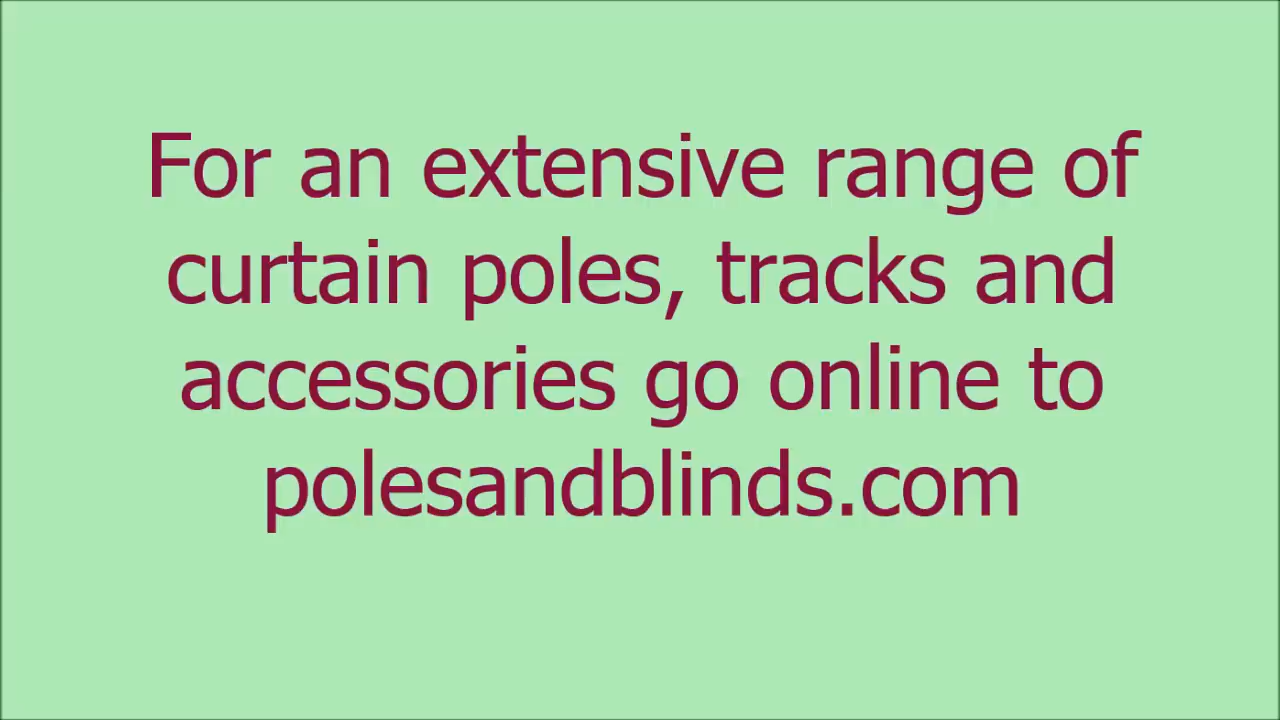 For an extensive range of
curtain poles, tracks and
accessories go online to
polesandblinds.com